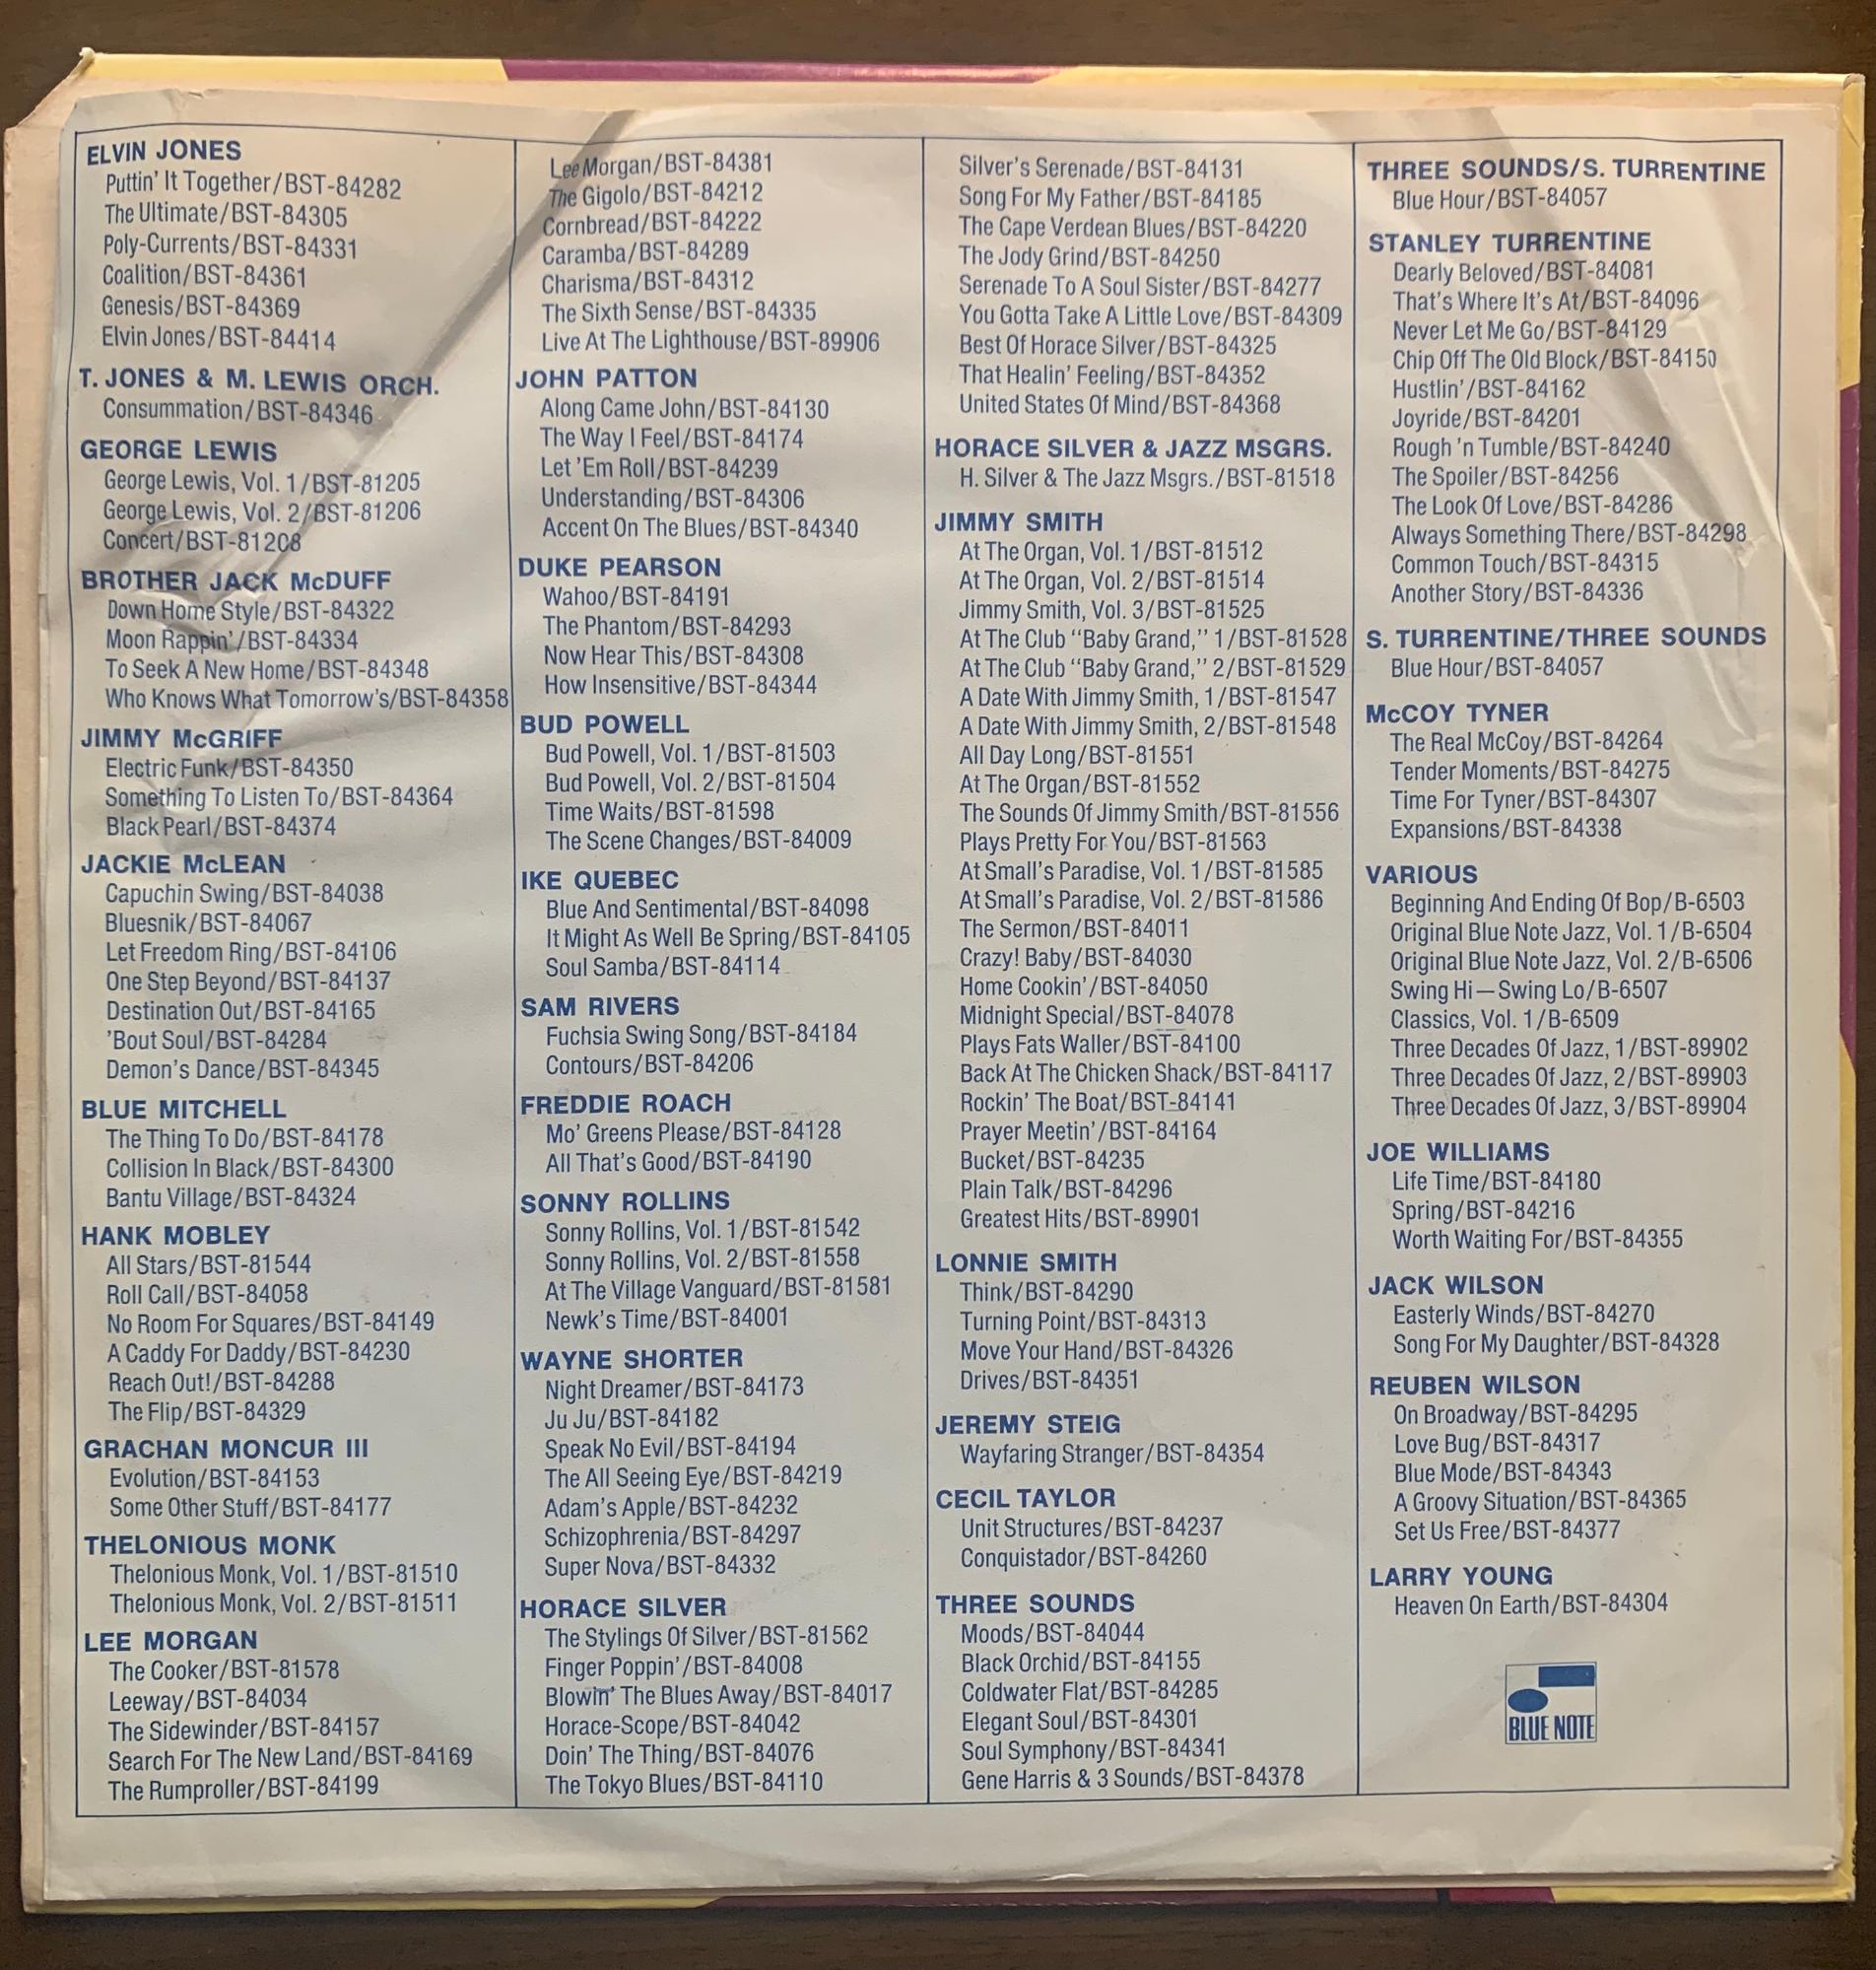 ELVIN JONES
Puttin' It Together/BST-84282
The Ultimate/BST-84305
Poly-Currents/BST-84331
Coalition/BST-84361
Genesis/BST-84369
Elvin Jones/BST-84414
T. JONES & M. LEWIS ORCH.
Consummation/BST-84346
GEORGE LEWIS
George Lewis, Vol. 1/BST-81205
George Lewis, Vol. 2/BST-81206
Concert/BST-81208
BROTHER JACK McDUFF
Down Home Style/BST-84322
Moon Rappin'/BST-84334
To Seek A New Home/BST-84348
Who Knows What Tomorrow's/BST-84358
JIMMY McGRIFF
Electric Funk/BST-84350
Something To Listen To/BST-84364
Black Pearl/BST-84374
JACKIE McLEAN
Capuchin Swing/BST-84038
Bluesnik/BST-84067
Let Freedom Ring/BST-84106
One Step Beyond/BST-84137
Destination Out/BST-84165
'Bout Soul/BST-84284
Demon's Dance/BST-84345
BLUE MITCHELL
The Thing To Do/BST-84178
Collision In Black/BST-84300
Bantu Village/BST-84324
HANK MOBLEY
All Stars/BST-81544
Roll Call/BST-84058
No Room For Squares/BST-84149
A Caddy For Daddy/BST-84230
Reach Out!/BST-84288
The Flip/BST-84329
GRACHAN MONCUR III
Evolution/BST-84153
Some Other Stuff/BST-84177
THELONIOUS MONK
Thelonious Monk, Vol. 1/BST-81510
Thelonious Monk, Vol. 2/BST-81511
LEE MORGAN
The Cooker/BST-81578
Leeway/BST-84034
The Sidewinder/BST-84157
Search For The New Land/BST-84169
The Rumproller/BST-84199
Lee Morgan/BST-84381
The Gigolo/BST-84212
Cornbread/BST-84222
Caramba/BST-84289
Charisma/BST-84312
The Sixth Sense/BST-84335
Live At The Lighthouse/BST-89906
JOHN PATTON
Along Came John/BST-84130
The Way I Feel/BST-84174
Let 'Em Roll/BST-84239
Understanding/BST-84306
Accent On The Blues/BST-84340
DUKE PEARSON
Wahoo/BST-84191
The Phantom/BST-84293
Now Hear This/BST-84308
How Insensitive/BST-84344
BUD POWELL
Bud Powell, Vol. 1/BST-81503
Bud Powell, Vol. 2/BST-81504
Time Waits/BST-81598
The Scene Changes/BST-84009
IKE QUEBEC
Blue And Sentimental/BST-84098
It Might As Well Be Spring/BST-84105
Soul Samba/BST-84114
SAM RIVERS
Fuchsia Swing Song/BST-84184
Contours/BST-84206
FREDDIE ROACH
Mo' Greens Please/BST-84128
All That's Good/BST-84190
SONNY ROLLINS
Sonny Rollins, Vol. 1/BST-81542
Sonny Rollins, Vol. 2/BST-81558
At The Village Vanguard/BST-81581
Newk's Time/BST-84001
WAYNE SHORTER
Night Dreamer/BST-84173
Ju Ju/BST-84182
Speak No Evil/BST-84194
The All Seeing Eye/BST-84219
Adam's Apple/BST-84232
Schizophrenia/BST-84297
Super Nova/BST-84332
HORACE SILVER
The Stylings Of Silver/BST-81562
Finger Poppin'/BST-84008
Blowin' The Blues Away/BST-84017
Horace-Scope/BST-84042
Doin' The Thing/BST-84076
The Tokyo Blues/BST-84110
Silver's Serenade/BST-84131
Song For My Father/BST-84185
The Cape Verdean Blues/BST-84220
The Jody Grind/BST-84250
Serenade To A Soul Sister/BST-84277
You Gotta Take A Little Love/BST-84309
Best Of Horace Silver/BST-84325
That Healin' Feeling/BST-84352
United States Of Mind/BST-84368
HORACE SILVER & JAZZ MSGRS.
H. Silver & The Jazz Msgrs./BST-81518
JIMMY SMITH
At The Organ, Vol. 1/BST-81512
At The Organ, Vol. 2/BST-81514
Jimmy Smith, Vol. 3/BST-81525
At The Club "Baby Grand," 1/BST-81528
At The Club "Baby Grand," 2/BST-81529
A Date With Jimmy Smith, 1/BST-81547
A Date With Jimmy Smith, 2/BST-81548
All Day Long/BST-81551
At The Organ/BST-81552
The Sounds Of Jimmy Smith/BST-81556
Plays Pretty For You/BST-81563
At Small's Paradise, Vol. 1/BST-81585
At Small's Paradise, Vol. 2/BST-81586
The Sermon/BST-84011
Crazy! Baby/BST-84030
Home Cookin'/BST-84050
Midnight Special/BST-84078
Plays Fats Waller/BST-84100
Back At The Chicken Shack/BST-84117
Rockin' The Boat/BST-84141
Prayer Meetin'/BST-84164
Bucket/BST-84235
Plain Talk/BST-84296
Greatest Hits/BST-89901
LONNIE SMITH
Think/BST-84290
Turning Point/BST-84313
Move Your Hand/BST-84326
Drives/BST-84351
JEREMY STEIG
Wayfaring Stranger/BST-84354
CECIL TAYLOR
Unit Structures/BST-84237
Conquistador/BST-84260
THREE SOUNDS
Moods/BST-84044
Black Orchid/BST-84155
Coldwater Flat/BST-84285
Elegant Soul/BST-84301
Soul Symphony/BST-84341
Gene Harris & 3 Sounds/BST-84378
THREE SOUNDS/S. TURRENTINE
Blue Hour/BST-84057
STANLEY TURRENTINE
Dearly Beloved/BST-84081
That's Where It's At/BST-84096
Never Let Me Go/BST-84129
Chip Off The Old Block/BST-84150
Hustlin'/BST-84162
Joyride/BST-84201
Rough 'n Tumble/BST-84240
The Spoiler/BST-84256
The Look Of Love/BST-84286
Always Something There/BST-84298
Common Touch/BST-84315
Another Story/BST-84336
S. TURRENTINE/THREE SOUNDS
Blue Hour/BST-84057
McCOY TYNER
The Real McCoy/BST-84264
Tender Moments/BST-84275
Time For Tyner/BST-84307
Expansions/BST-84338
VARIOUS
Beginning And Ending Of Bop/B-6503
Original Blue Note Jazz, Vol. 1/B-6504
Original Blue Note Jazz, Vol. 2/B-6506
Swing Hi—Swing Lo/B-6507
Classics, Vol. 1/B-6509
Three Decades Of Jazz, 1/BST-89902
Three Decades Of Jazz, 2/BST-89903
Three Decades Of Jazz, 3/BST-89904
JOE WILLIAMS
Life Time/BST-84180
Spring/BST-84216
Worth Waiting For/BST-84355
JACK WILSON
Easterly Winds/BST-84270
Song For My Daughter/BST-84328
REUBEN WILSON
On Broadway/BST-84295
Love Bug/BST-84317
Blue Mode/BST-84343
A Groovy Situation/BST-84365
Set Us Free/BST-84377
LARRY YOUNG
Heaven On Earth/BST-84304
BLUE NOTE